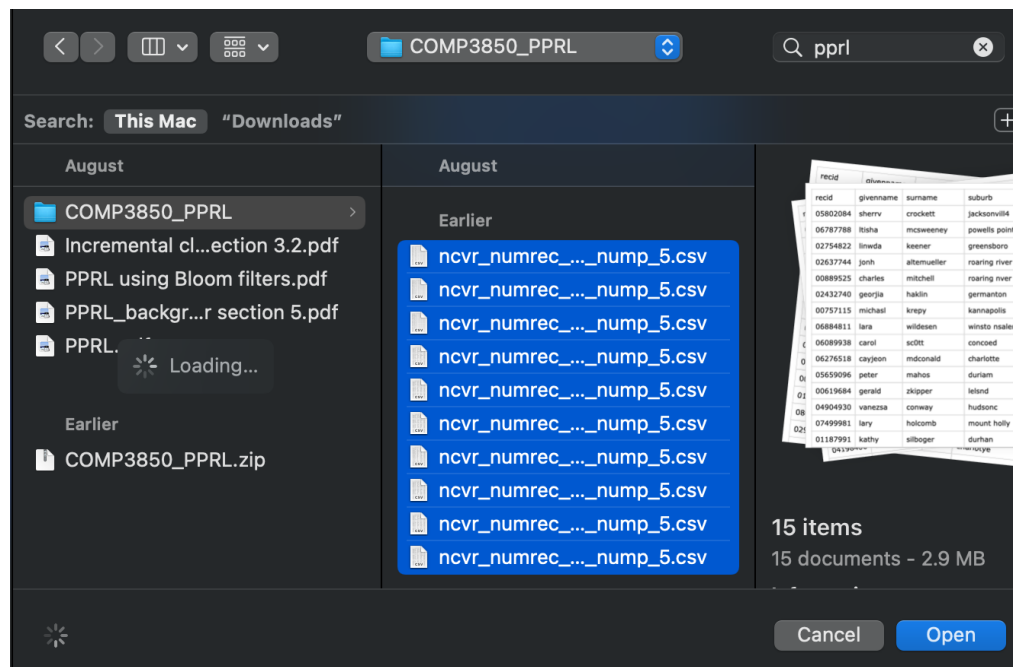 COMP3850_PPRL
pprl
Search: This Mac “Downloads”
August
COMP3850_PPRL
Incremental cl...ection 3.2.pdf
PPRL using Bloom filters.pdf
PPRL_backgr...r section 5.pdf
PPRL.
Loading...
Earlier
COMP3850_PPRL.zip
August
Earlier
ncvr_numrec_..._nump_5.csv
ncvr_numrec_..._nump_5.csv
ncvr_numrec_..._nump_5.csv
ncvr_numrec_..._nump_5.csv
ncvr_numrec_..._nump_5.csv
ncvr_numrec_..._nump_5.csv
ncvr_numrec_..._nump_5.csv
ncvr_numrec_..._nump_5.csv
ncvr_numrec_..._nump_5.csv
ncvr_numrec_..._nump_5.csv
recid
recid givenname surname suburb
05802084 sherrv crockett jacksonvill4
06787788 ltisha mcsweeney powells point
02754822 linwda keener greensboro
02637744 jonh altemueller roaring river
00889525 charles mitchell roaring nver
02432740 georjia haklin germanton
00757115 michasl krepy kannapolis
06884811 lara wildesen winsto nsale
06089938 carol sc0tt concoed
06276518 cayjeon mdconald charlotte
05659096 peter mahos durlam
00619684 gerald zkipper lelsnd
04904930 vanezsa conway hudsonc
07499981 lary holcomb mount holly
01187991 kathy silboger durhan
15 items
15 documents - 2.9 MB
Cancel Open